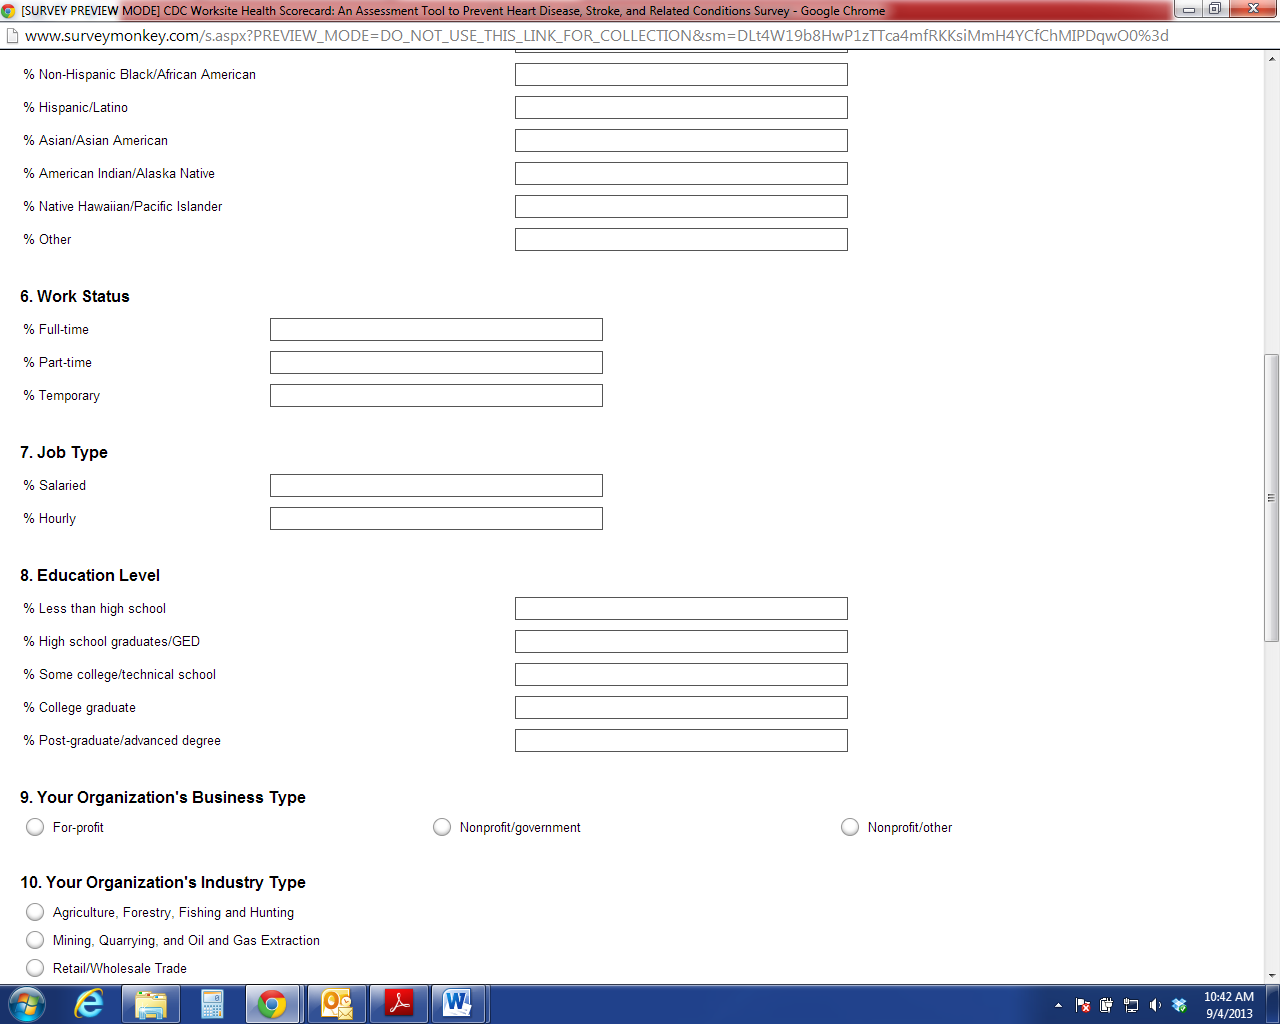 [SURVEY PREVIEW MODE] CDC Worksite Health Scorecard: An Assessment Tool to Prevent Heart Disease, Stroke, and Related Conditions Survey - Google Chrome
www.surveymonkey.com/s.aspx?PREVIEW_MODE=DO_NOT_USE_THIS_LINK_FOR_COLLECTION&sm=DLt4W19b8HwP1zTTca4mfRKKsiMmH4YCfChMIPDqwO0%3d
% Non-Hispanic Black/African American
% Hispanic/Latino
% Asian/Asian American
% American Indian/Alaska Native
% Native Hawaiian/Pacific Islander
% Other
6. Work Status
% Full-time
% Part-time
% Temporary
7. Job Type
% Salaried
% Hourly
8. Education Level
% Less than high school
% High school graduates/GED
% Some college/technical school
% College graduate
% Post-graduate/advanced degree
9. Your Organization's Business Type
For-profit Nonprofit/government Nonprofit/other
10. Your Organization's Industry Type
Agriculture, Forestry, Fishing and Hunting
Mining, Quarrying, and Oil and Gas Extraction
Retail/Wholesale Trade
10:42 AM
9/4/2013